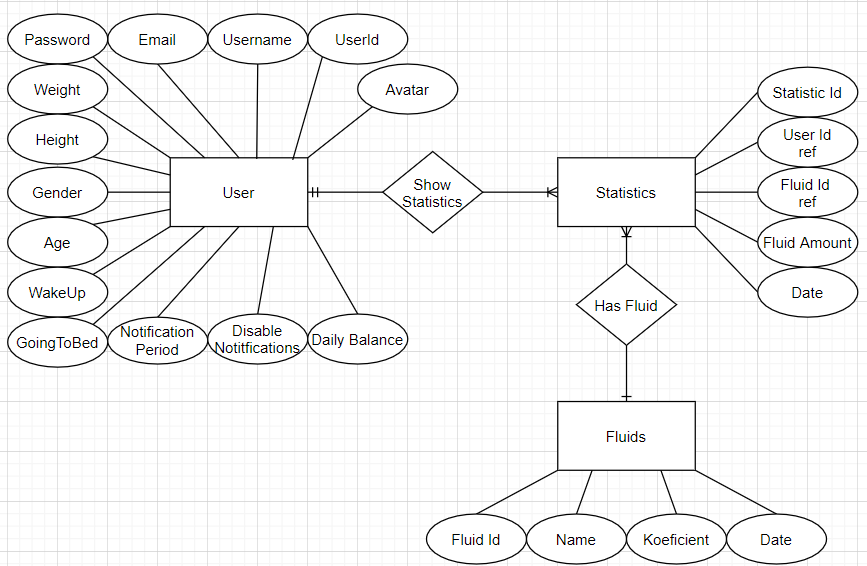 Password
Email
Username
UserId
Weight
Avatar
Statistic Id
Height
User Id
ref
Gender
User
Show
Statistics
Statistics
Fluid Id
ref
Age
Fluid Amount
WakeUp
Date
Has Fluid
GoingToBed
Notification
Period
Disable
Notitfications
Daily Balance
Fluids
Fluid Id
Name
Koeficient
Date